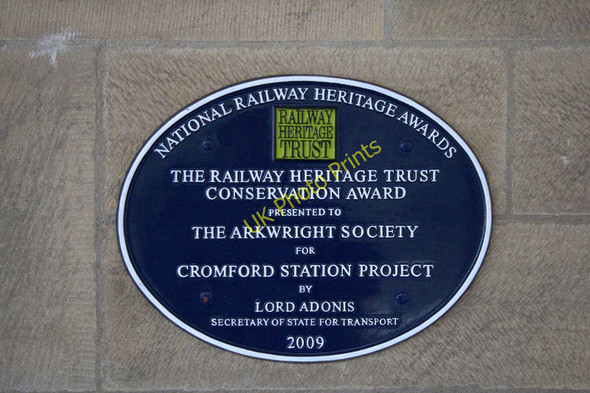 NATIONAL RAILWAY HERITAGE AWARDS
RAILWAY
HERITAGE
TRUST
THE RAILWAY HERITAGE TRUST
CONSERVATION AWARD
PRESENTED TO
THE ARKWRIGHT SOCIETY
FOR
CROMFORD STATION PROJECT
BY
LORD ADONIS
SECRETARY OF STATE FOR TRANSPORT
2009
UK Photo Prints